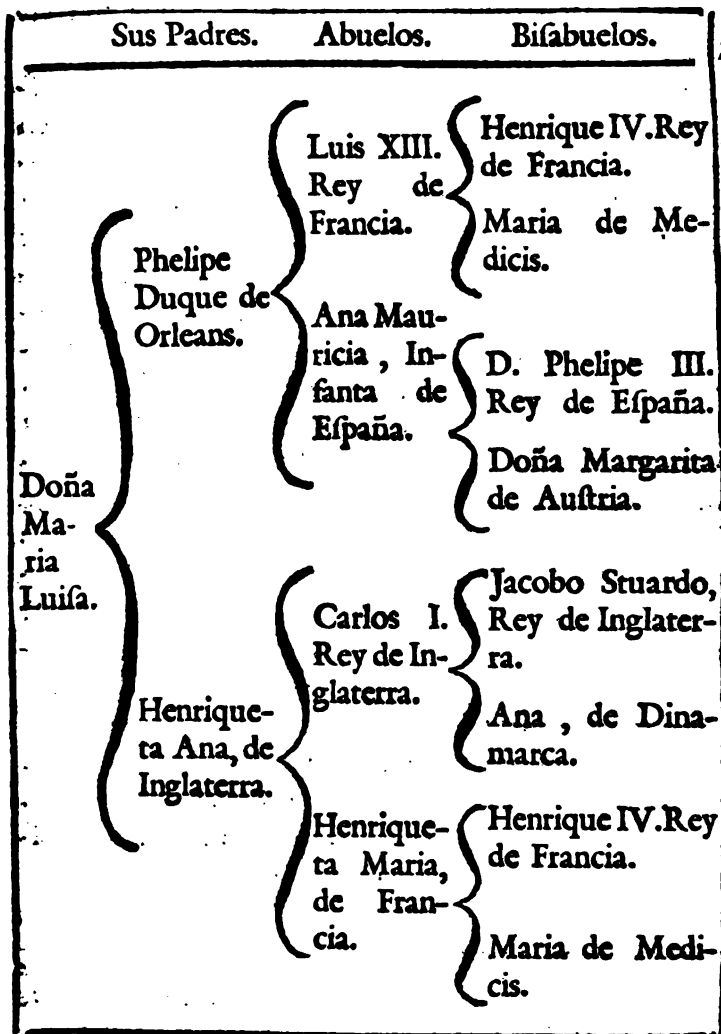 Sus Padres. Abuelos. Biſabuelos.
Doña
Ma-
ria
Luiſa.
Phelipe
Duque de
Orleans.
Luis XIII.
Rey de
Francia.
Henrique IV. Rey
de Francia.
Maria de Me-
dicis.
Ana Mau-
ricia, In-
fanta de
Eſpaña.
D. Phelipe III.
Rey de Eſpaña.
Doña Margarita
de Auſtria.
Henrique-
ta Ana, de
Inglaterra.
Carlos I.
Rey de In-
glaterra.
Jacobo Stuardo,
Rey de Inglater-
ra.
Ana, de Dina-
marca.
Henrique-
ta Maria,
de Fran-
cia.
Henrique IV. Rey
de Francia.
Maria de Medi-
cis.